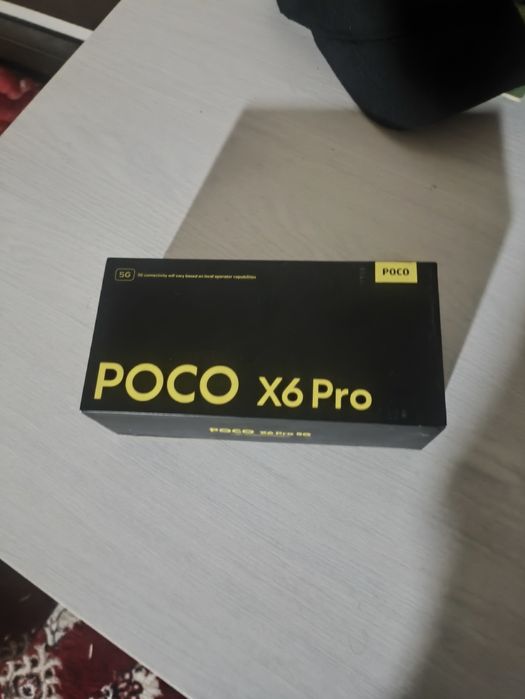 5G 5G connectivity will vary based on local operator capabilities
POCO
POCO X6 Pro
POCO X6 Pro 5G